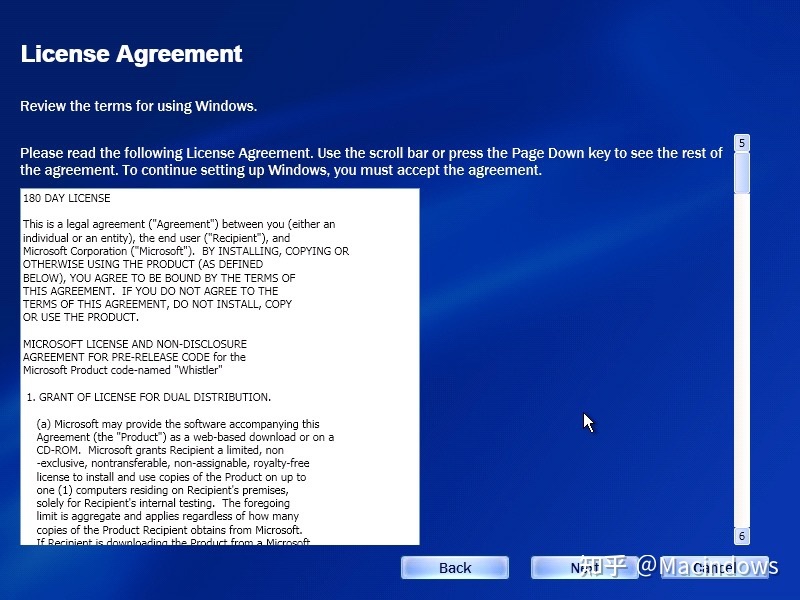 License Agreement
Review the terms for using Windows.
Please read the following License Agreement. Use the scroll bar or press the Page Down key to see the rest of
the agreement. To continue setting up Windows, you must accept the agreement.
5
180 DAY LICENSE
This is a legal agreement ("Agreement") between you (either an
individual or an entity), the end user ("Recipient"), and
Microsoft Corporation ("Microsoft").  BY INSTALLING, COPYING OR
OTHERWISE USING THE PRODUCT (AS DEFINED
BELOW), YOU AGREE TO BE BOUND BY THE TERMS OF
THIS AGREEMENT.  IF YOU DO NOT AGREE TO THE
TERMS OF THIS AGREEMENT, DO NOT INSTALL, COPY
OR USE THE PRODUCT.
MICROSOFT LICENSE AND NON-DISCLOSURE
AGREEMENT FOR PRE-RELEASE CODE for the
Microsoft Product code-named "Whistler"
1. GRANT OF LICENSE FOR DUAL DISTRIBUTION.
(a) Microsoft may provide the software accompanying this
Agreement (the "Product") as a web-based download or on a
CD-ROM.  Microsoft grants Recipient a limited, non
-exclusive, nontransferable, non-assignable, royalty-free
license to install and use copies of the Product on up to
one (1) computers residing on Recipient's premises,
solely for Recipient's internal testing.  The foregoing
limit is aggregate and applies regardless of how many
copies of the Product Recipient obtains from Microsoft.
If Recipient is downloading the Product from a Microsoft
6
Back
Next
Cancel
知乎 @Macindows